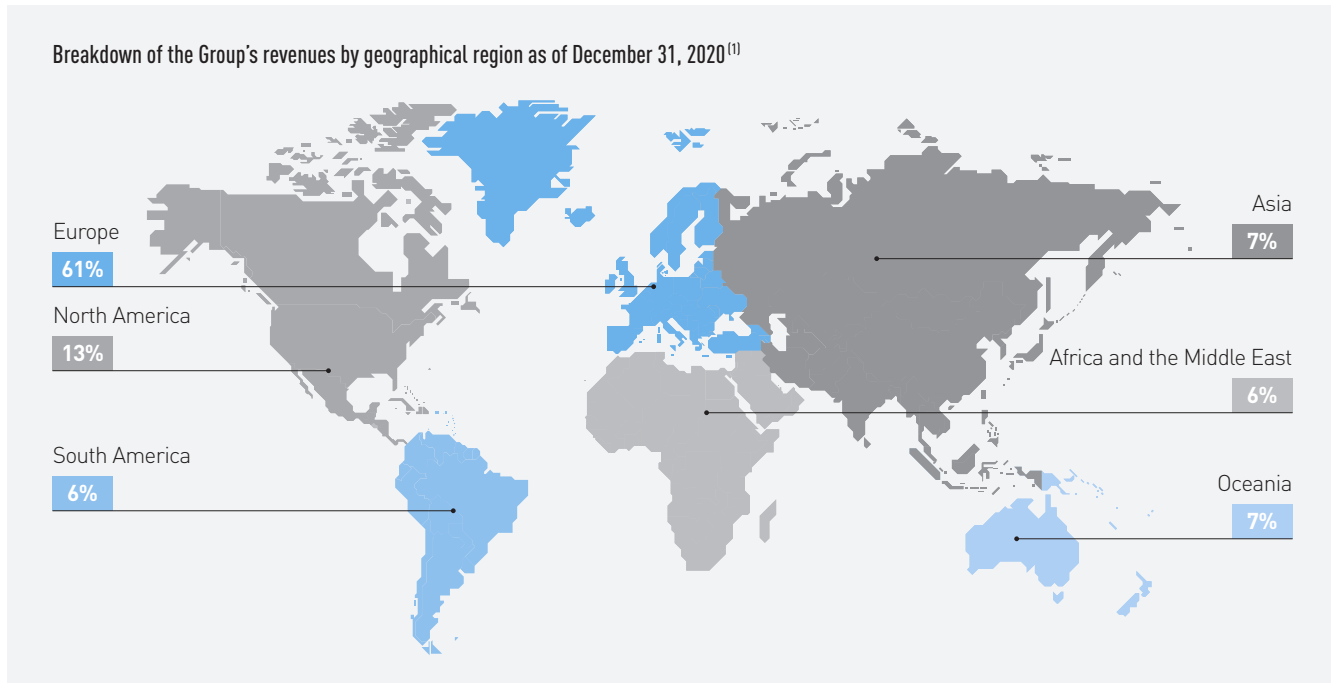 Breakdown of the Group’s revenues by geographical region as of December 31, 2020(1)
Europe
61%
North America
13%
South America
6%
Asia
7%
Africa and the Middle East
6%
Oceania
7%